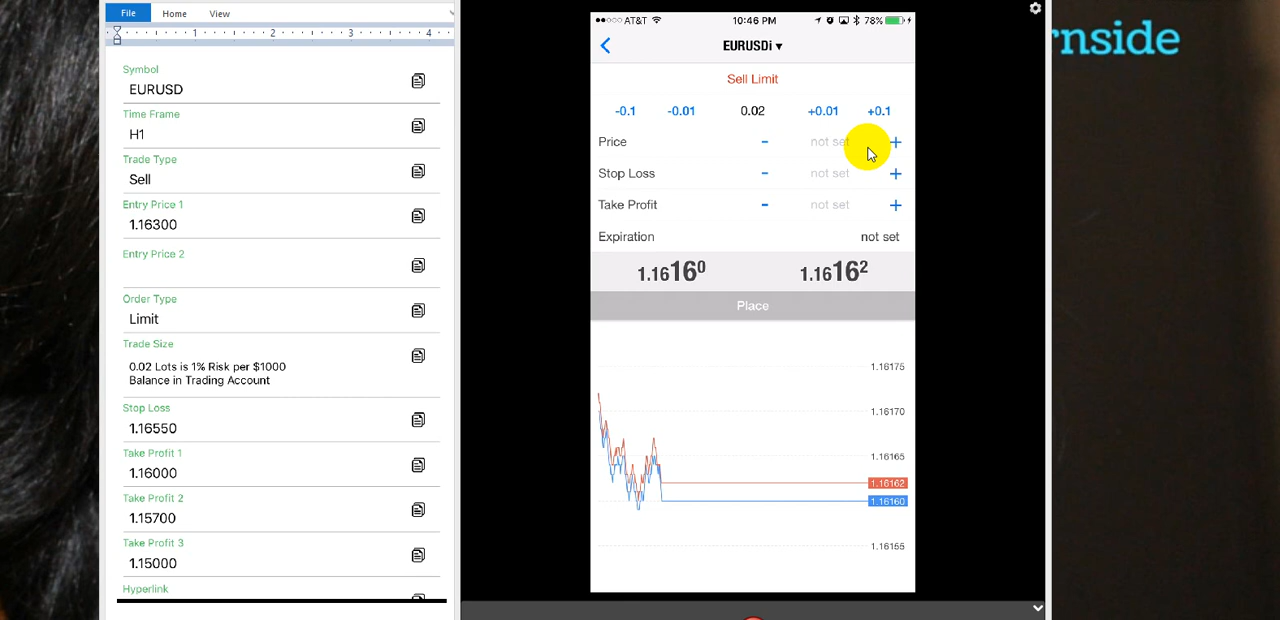 File Home View
1 2 3 4
Symbol
EURUSD
Time Frame
H1
Trade Type
Sell
Entry Price 1
1.16300
Entry Price 2
Order Type
Limit
Trade Size
0.02 Lots is 1% Risk per $1000
Balance in Trading Account
Stop Loss
1.16550
Take Profit 1
1.16000
Take Profit 2
1.15700
Take Profit 3
1.15000
Hyperlink
AT&T 10:46 PM 78%
EURUSDi ▾
Sell Limit
-0.1 -0.01 0.02 +0.01 +0.1
Price - not set +
Stop Loss - not set +
Take Profit - not set +
Expiration not set
1.16160 1.16162
Place
1.16175
1.16170
1.16165
1.16162
1.16160
1.16155
rnside